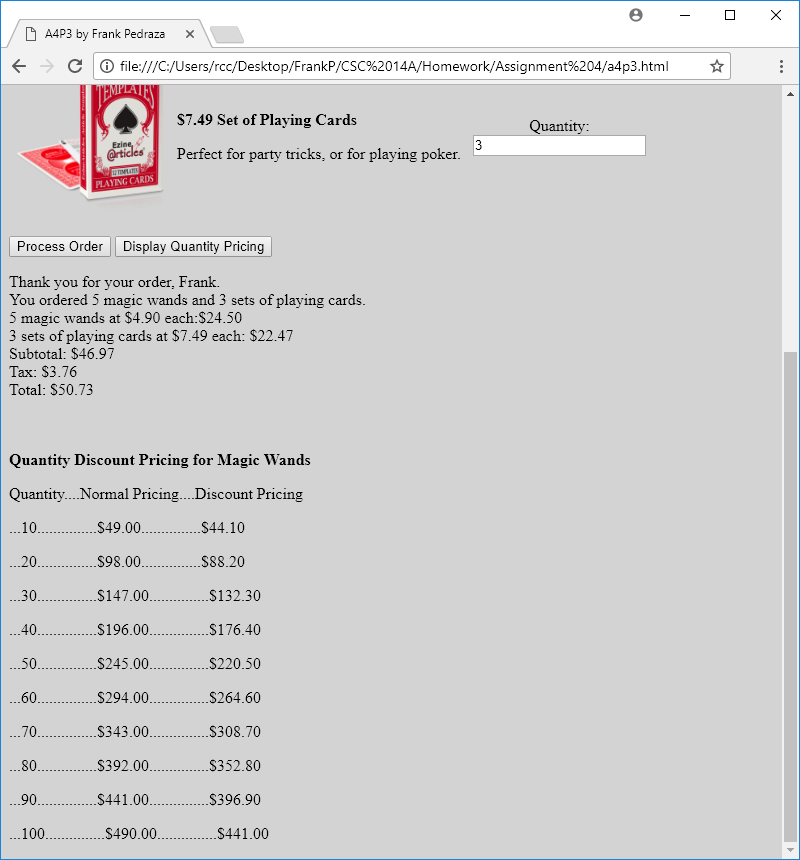 A4P3 by Frank Pedraza
file:///C:/Users/rcc/Desktop/FrankP/CSC%2014A/Homework/Assignment%204/a4p3.html
TEMPLATES
Ezine
@rticles
12 TEMPLATES
PLAYING CARDS
$7.49 Set of Playing Cards
Perfect for party tricks, or for playing poker.
Quantity:
3
Process Order Display Quantity Pricing
Thank you for your order, Frank.
You ordered 5 magic wands and 3 sets of playing cards.
5 magic wands at $4.90 each:$24.50
3 sets of playing cards at $7.49 each: $22.47
Subtotal: $46.97
Tax: $3.76
Total: $50.73
Quantity Discount Pricing for Magic Wands
Quantity....Normal Pricing....Discount Pricing
...10...............$49.00...............$44.10
...20...............$98.00...............$88.20
...30...............$147.00...............$132.30
...40...............$196.00...............$176.40
...50...............$245.00...............$220.50
...60...............$294.00...............$264.60
...70...............$343.00...............$308.70
...80...............$392.00...............$352.80
...90...............$441.00...............$396.90
...100...............$490.00...............$441.00